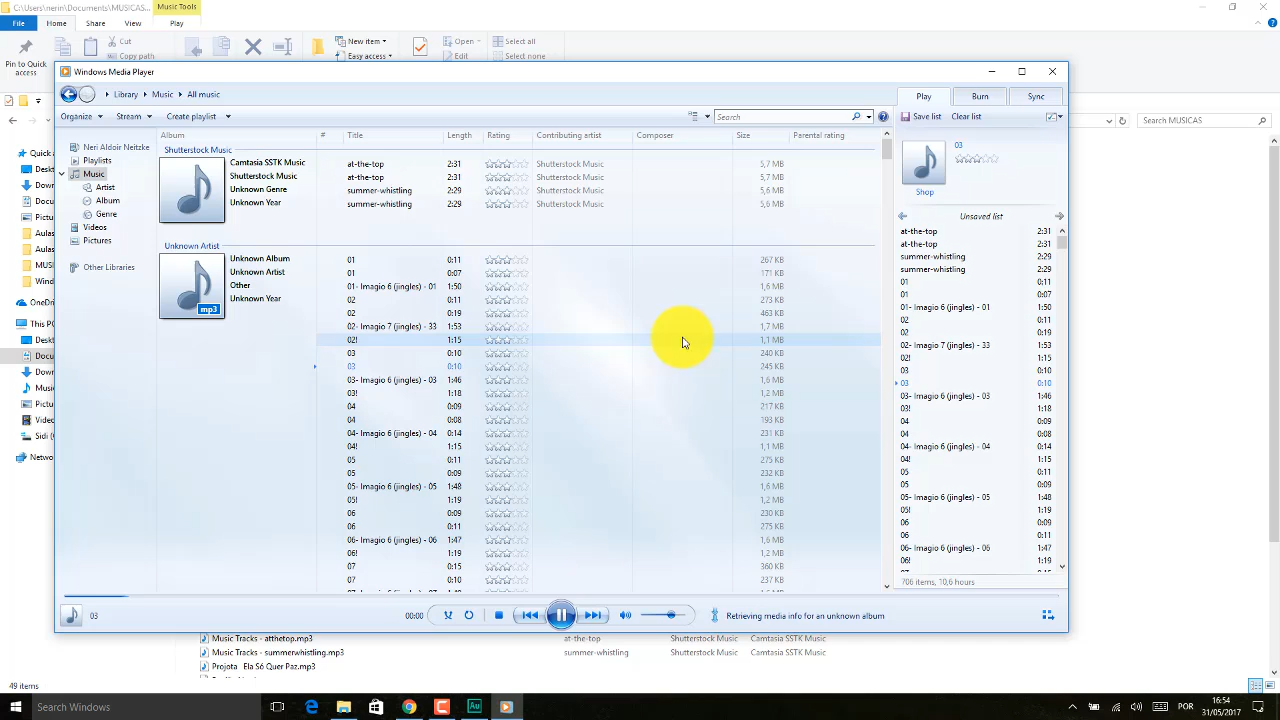 C:\Users\nerin\Documents\MUSICAS...
Music Tools
File
Home
Share
View
Play
Pin to Quick access
Cut
Copy path
New item
Easy access
Open
Edit
Select all
Select none
Search MUSICAS
Windows Media Player
Library
Music
All music
Play
Burn
Sync
Organize
Stream
Create playlist
Search
Save list
Clear list
Quick
Deskt
Down
Docu
Pictur
Aulas
Aulas
MUSI
Wind
OneDri
This PC
Deskt
Docu
Down
Music
Pictur
Video
Sidi (
Netwo
Neri Aldoir Neitzke
Playlists
Music
Artist
Album
Genre
Videos
Pictures
Other Libraries
Album # Title Length Rating Contributing artist Composer Size Parental rating
Shutterstock Music
Camtasia SSTK Music
Shutterstock Music
Unknown Genre
Unknown Year
at-the-top 2:31 Shutterstock Music 5,7 MB
at-the-top 2:31 Shutterstock Music 5,7 MB
summer-whistling 2:29 Shutterstock Music 5,6 MB
summer-whistling 2:29 Shutterstock Music 5,6 MB
Unknown Artist
Unknown Album
Unknown Artist
Other
Unknown Year
mp3
01 0:11 267 KB
01 0:07 171 KB
01- Imagio 6 (jingles) - 01 1:50 1,6 MB
02 0:11 273 KB
02 0:19 463 KB
02- Imagio 7 (jingles) - 33 1:53 1,7 MB
02! 1:15 1,1 MB
03 0:10 240 KB
03 0:10 245 KB
03- Imagio 6 (jingles) - 03 1:46 1,6 MB
03! 1:18 1,2 MB
04 0:09 217 KB
04 0:08 193 KB
04- Imagio 6 (jingles) - 04 0:14 231 KB
04! 1:15 1,1 MB
05 0:11 275 KB
05 0:09 232 KB
05- Imagio 6 (jingles) - 05 1:48 1,6 MB
05! 1:19 1,2 MB
06 0:09 230 KB
06 0:11 275 KB
06- Imagio 6 (jingles) - 06 1:47 1,6 MB
06! 1:19 1,2 MB
07 0:15 360 KB
07 0:10 237 KB
03
Shop
Unsaved list
at-the-top 2:31
at-the-top 2:31
summer-whistling 2:29
summer-whistling 2:29
01 0:11
01 0:07
01- Imagio 6 (jingles) - 01 1:50
02 0:11
02 0:19
02- Imagio 7 (jingles) - 33 1:53
02! 1:15
03 0:10
03 0:10
03- Imagio 6 (jingles) - 03 1:46
03! 1:18
04 0:09
04 0:08
04- Imagio 6 (jingles) - 04 0:14
04! 1:15
05 0:11
05 0:09
05- Imagio 6 (jingles) - 05 1:48
05! 1:19
06 0:09
06 0:11
06- Imagio 6 (jingles) - 06 1:47
06! 1:19
706 items, 10,6 hours
03
00:00
Retrieving media info for an unknown album
Music Tracks - atthetop.mp3 at-the-top Shutterstock Music Camtasia SSTK Music
Music Tracks - summerwhistling.mp3 summer-whistling Shutterstock Music Camtasia SSTK Music
Projota Ela Só Quer Paz.mp3
49 items
Search Windows
Au
POR
16:54
31/05/2017